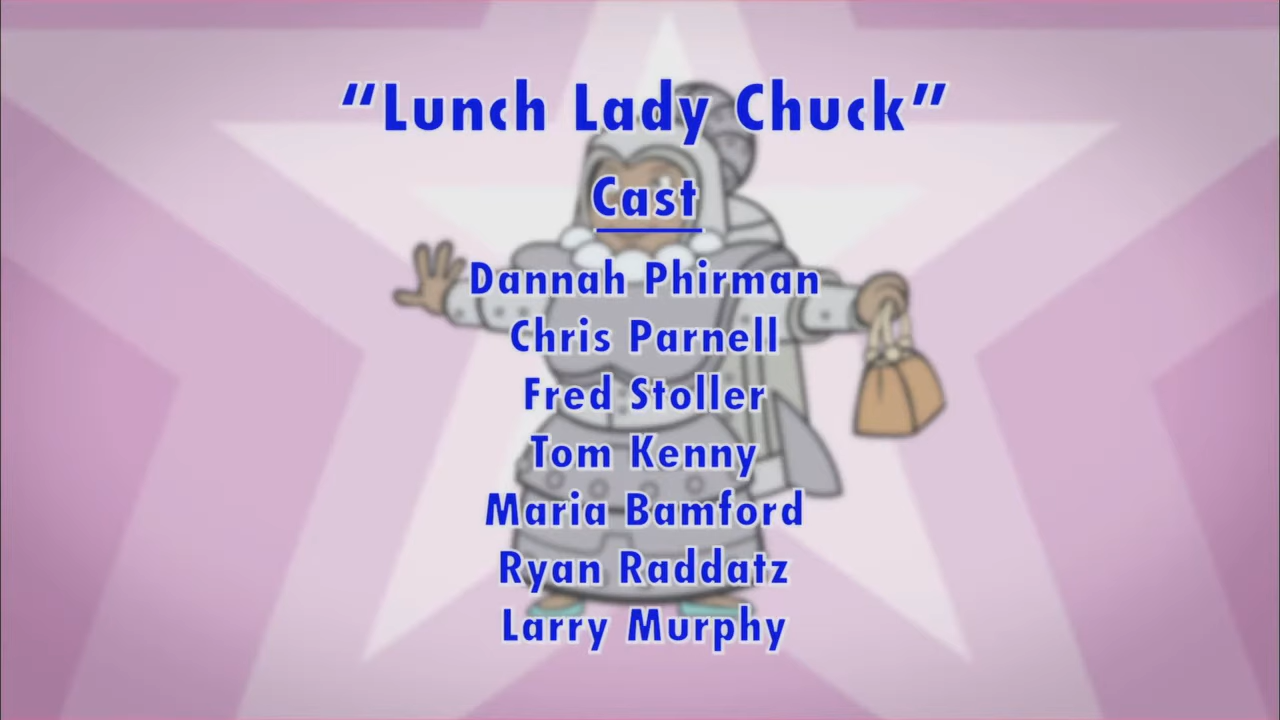 “Lunch Lady Chuck”
Cast
Dannah Phirman
Chris Parnell
Fred Stoller
Tom Kenny
Maria Bamford
Ryan Raddatz
Larry Murphy